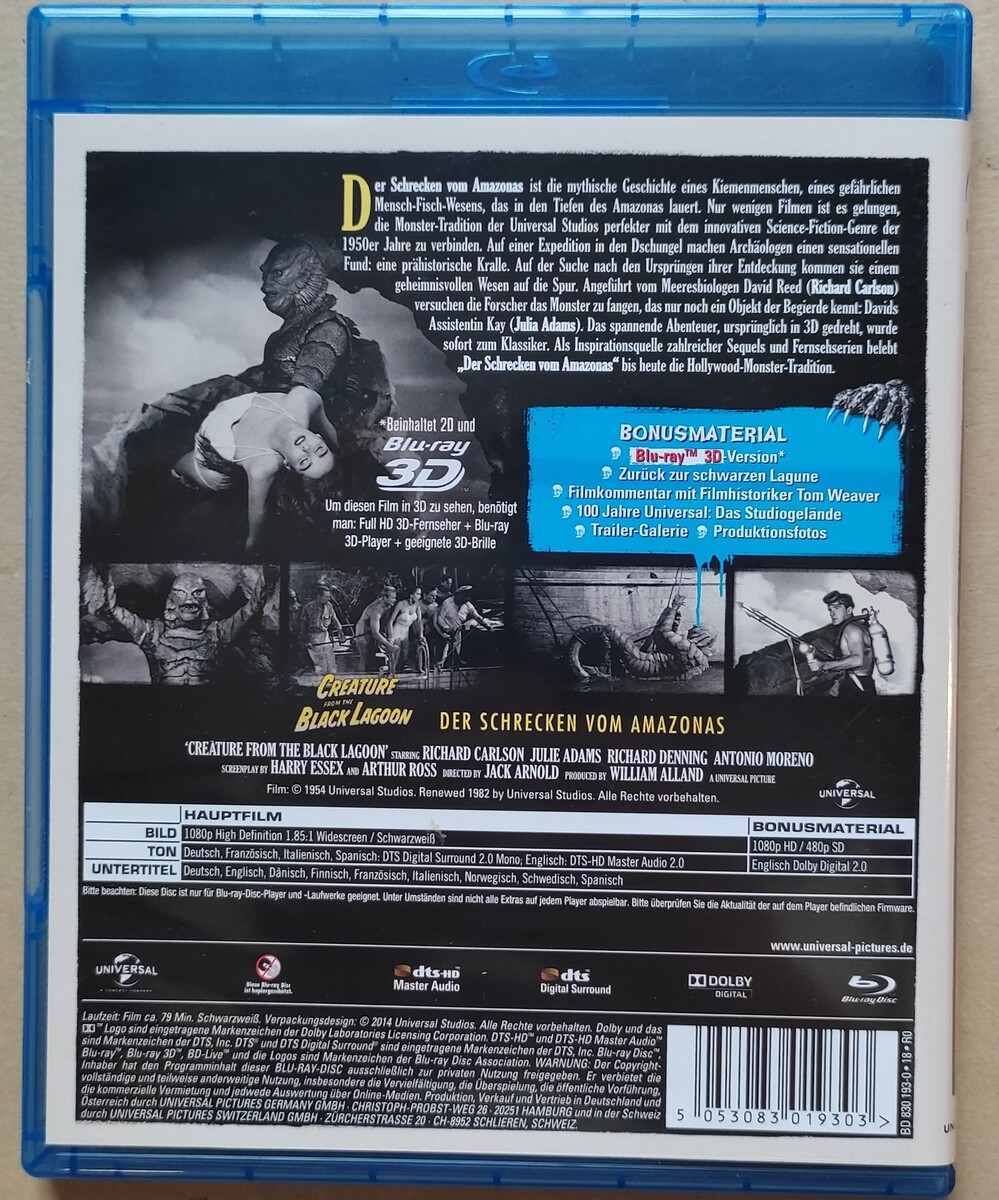 Der Schrecken vom Amazonas ist die mythische Geschichte eines Kiemenmenschen, eines gefährlichen
Mensch-Fisch-Wesens, das in den Tiefen des Amazonas lauert. Nur wenigen Filmen ist es gelungen,
die Monster-Tradition der Universal Studios perfekter mit dem innovativen Science-Fiction-Genre der
1950er Jahre zu verbinden. Auf einer Expedition in den Dschungel machen Archäologen einen sensationellen
Fund: eine prähistorische Kralle. Auf der Suche nach den Ursprüngen ihrer Entdeckung kommen sie einem
geheimnisvollen Wesen auf die Spur. Angeführt vom Meeresbiologen David Reed (Richard Carlson)
versuchen die Forscher das Monster zu fangen, das nur noch ein Objekt der Begierde kennt: Davids
Assistentin Kay (Julia Adams). Das spannende Abenteuer, ursprünglich in 3D gedreht, wurde
sofort zum Klassiker. Als Inspirationsquelle zahlreicher Sequels und Fernsehserien belebt
„Der Schrecken vom Amazonas“ bis heute die Hollywood-Monster-Tradition.
*Beinhaltet 2D und
Blu-ray
3D™
Um diesen Film in 3D zu sehen, benötigt
man: Full HD 3D-Fernseher + Blu-ray
3D-Player + geeignete 3D-Brille
BONUSMATERIAL
Blu-ray™ 3D-Version*
Zurück zur schwarzen Lagune
Filmkommentar mit Filmhistoriker Tom Weaver
100 Jahre Universal: Das Studiogelände
Trailer-Galerie Produktionsfotos
CREATURE
FROM THE
BLACK LAGOON
DER SCHRECKEN VOM AMAZONAS
'CREATURE FROM THE BLACK LAGOON' STARRING RICHARD CARLSON JULIE ADAMS RICHARD DENNING ANTONIO MORENO
SCREENPLAY BY HARRY ESSEX AND ARTHUR ROSS DIRECTED BY JACK ARNOLD PRODUCED BY WILLIAM ALLAND A UNIVERSAL PICTURE
Film: © 1954 Universal Studios. Renewed 1982 by Universal Studios. Alle Rechte vorbehalten.
UNIVERSAL
HAUPTFILM
BILD 1080p High Definition 1.85:1 Widescreen / Schwarzweiß
TON Deutsch, Französisch, Italienisch, Spanisch: DTS Digital Surround 2.0 Mono; Englisch: DTS-HD Master Audio 2.0
UNTERTITEL Deutsch, Englisch, Dänisch, Finnisch, Französisch, Italienisch, Norwegisch, Schwedisch, Spanisch
BONUSMATERIAL
1080p HD / 480p SD
Englisch Dolby Digital 2.0
Bitte beachten: Diese Disc ist nur für Blu-ray-Disc-Player und -Laufwerke geeignet. Unter Umständen sind nicht alle Extras auf jedem Player abspielbar. Bitte überprüfen Sie die Aktualität der auf dem Player befindlichen Firmware.
www.universal-pictures.de
UNIVERSAL
A COMCAST COMPANY
Diese Blu-ray Disc
ist kopiergeschützt.
dts-HD
Master Audio
dts
Digital Surround
DOLBY
DIGITAL
Blu-ray Disc
Laufzeit: Film ca. 79 Min. Schwarzweiß. Verpackungsdesign: © 2014 Universal Studios. Alle Rechte vorbehalten. Dolby und das
™ Logo sind eingetragene Markenzeichen der Dolby Laboratories Licensing Corporation. DTS-HD™ und DTS-HD Master Audio™
sind Markenzeichen der DTS, Inc. DTS® und DTS Digital Surround® sind eingetragene Markenzeichen der DTS, Inc. Blu-ray Disc™,
Blu-ray™, Blu-ray 3D™, BD-Live™ und die Logos sind Markenzeichen der Blu-ray Disc Association. WARNUNG: Der Copyright-
Inhaber hat den Programminhalt dieser BLU-RAY-DISC ausschließlich zur privaten Nutzung freigegeben. Er verbietet die
vollständige und teilweise anderweitige Nutzung, insbesondere die Vervielfältigung, die Überspielung, die öffentliche Vorführung,
die kommerzielle Vermietung und jedwede Auswertung über Online-Medien. Produktion, Verkauf und Vertrieb in Deutschland und
Österreich durch UNIVERSAL PICTURES GERMANY GMBH · CHRISTOPH-PROBST-WEG 26 · 20251 HAMBURG und in der Schweiz
durch UNIVERSAL PICTURES SWITZERLAND GMBH · ZÜRCHERSTRASSE 20 · CH-8952 SCHLIEREN, SCHWEIZ.
5 053083 019303 >
BD 830 193-0 • 18 • R0
UN